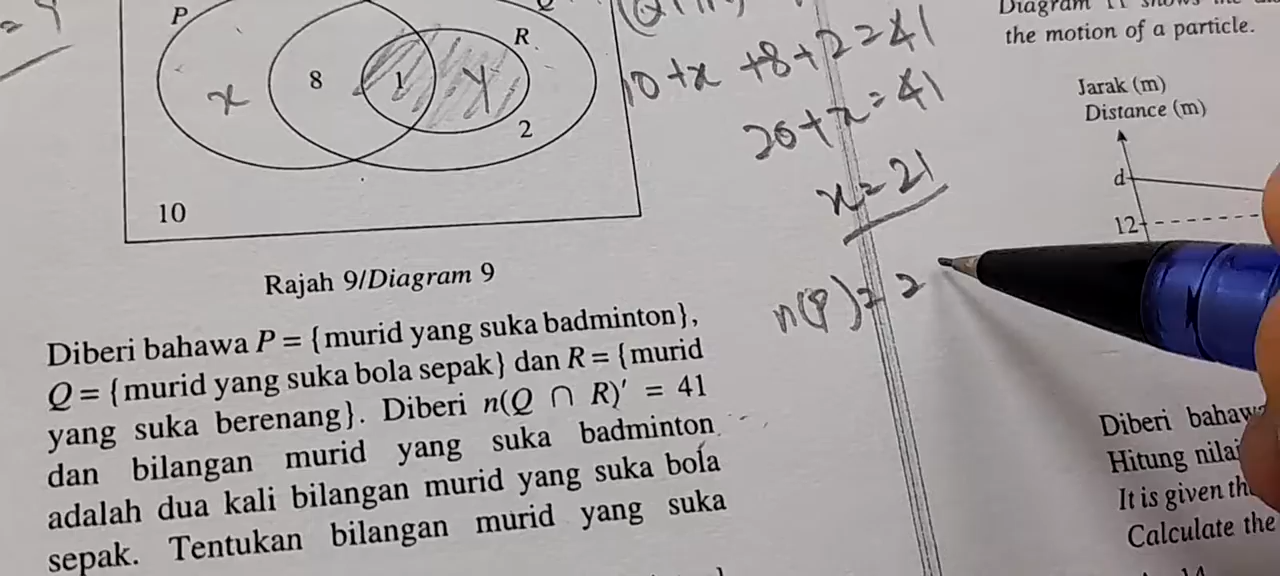 P
R
x
8
1
y
2
10
Rajah 9/Diagram 9
Diberi bahawa P = {murid yang suka badminton},
Q = {murid yang suka bola sepak} dan R = {murid
yang suka berenang}. Diberi n(Q ∩ R)′ = 41
dan bilangan murid yang suka badminton
adalah dua kali bilangan murid yang suka bola
sepak. Tentukan bilangan murid yang suka
10 + x + 8 + 2 = 41
20 + x = 41
x = 21
n(P) = 2
the motion of a particle.
Jarak (m)
Distance (m)
d
12
Diberi
Hitung
It is given
Calculate the